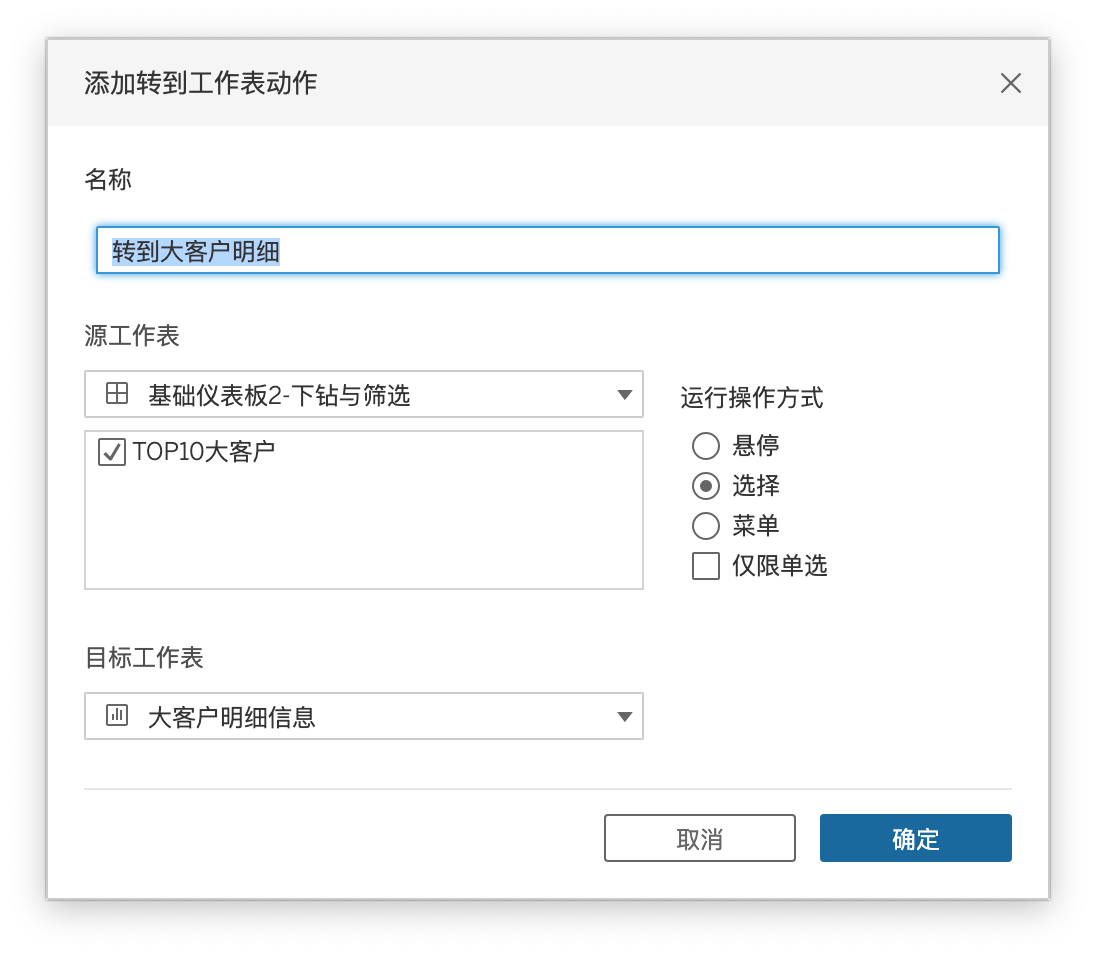 添加转到工作表动作
名称
转到大客户明细
源工作表
基础仪表板2-下钻与筛选
TOP10大客户
运行操作方式
悬停
选择
菜单
仅限单选
目标工作表
大客户明细信息
取消
确定